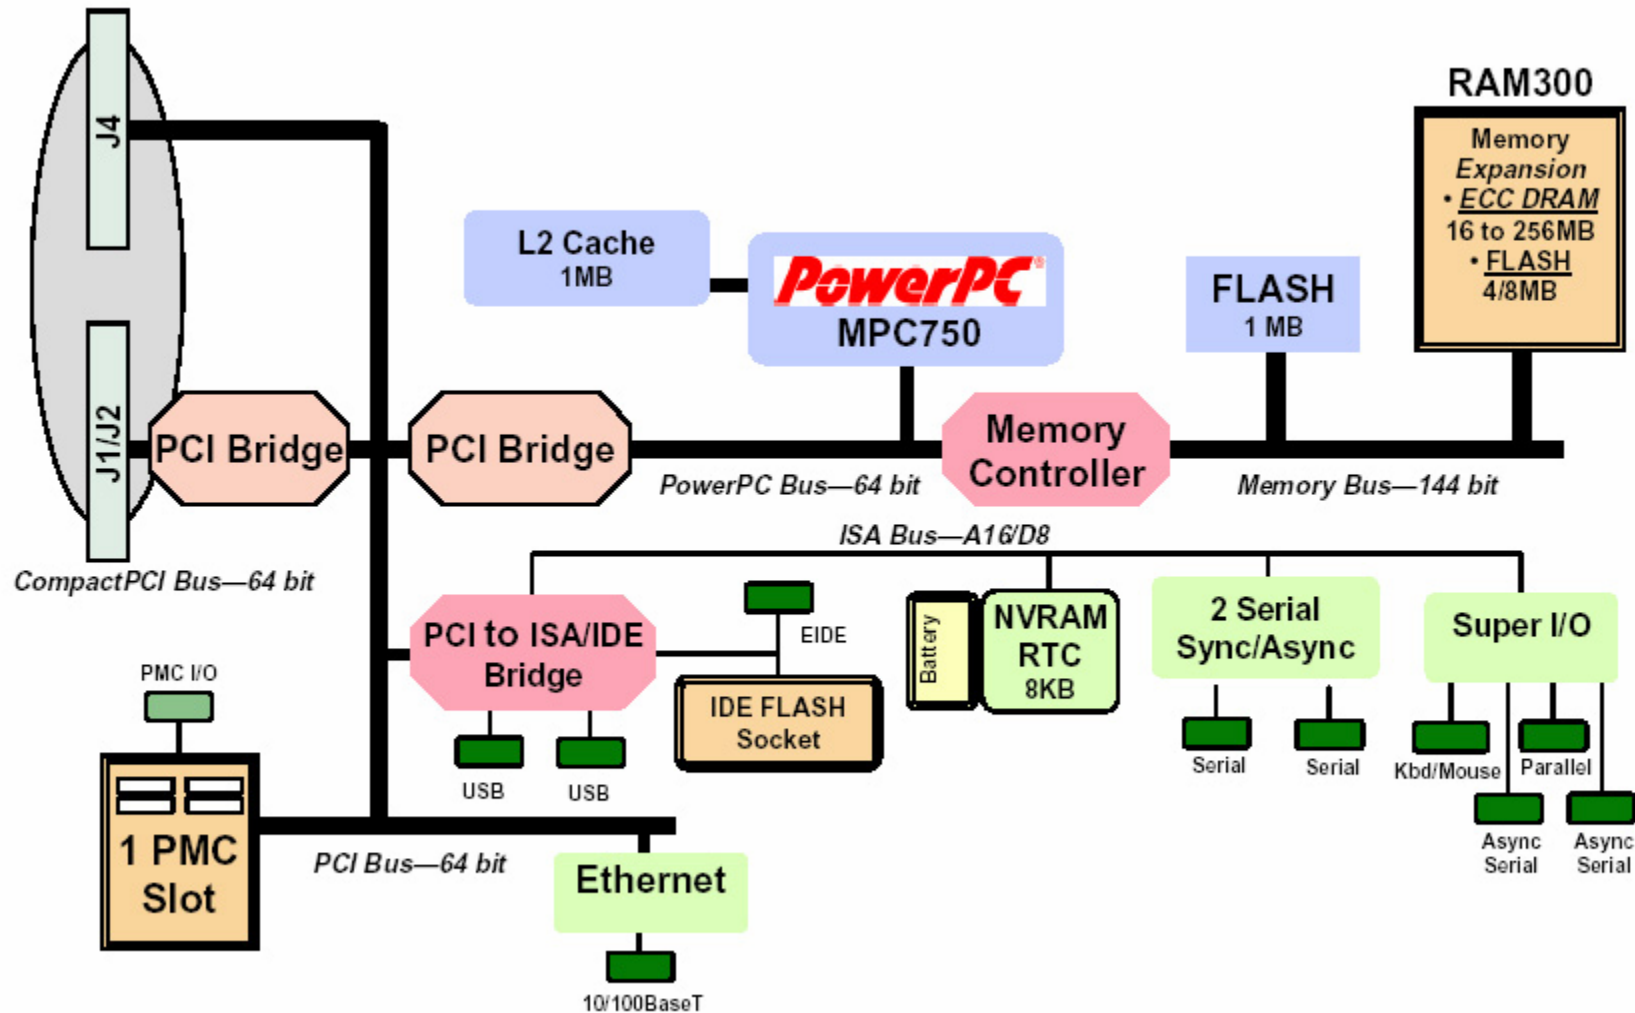 RAM300
Memory
Expansion
• ECC DRAM
16 to 256MB
• FLASH
4/8MB
J4
L2 Cache
1MB
PowerPC®
MPC750
FLASH
1 MB
J1/J2
PCI Bridge
PCI Bridge
Memory
Controller
PowerPC Bus—64 bit
Memory Bus—144 bit
ISA Bus—A16/D8
CompactPCI Bus—64 bit
PCI to ISA/IDE
Bridge
EIDE
Battery
NVRAM
RTC
8KB
2 Serial
Sync/Async
Super I/O
PMC I/O
IDE FLASH
Socket
USB
USB
Serial
Serial
Kbd/Mouse
Parallel
Async
Serial
Async
Serial
1 PMC
Slot
PCI Bus—64 bit
Ethernet
10/100BaseT